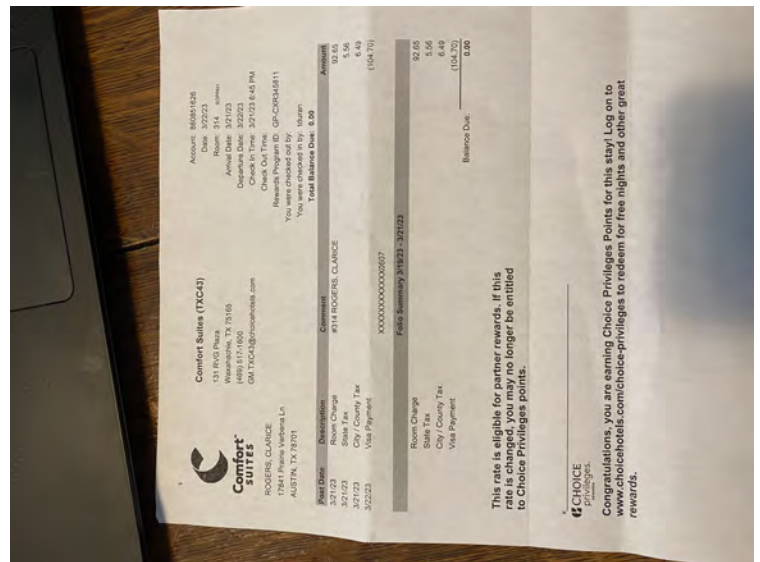 Comfort
SUITES
Comfort Suites (TXC43)
131 RVG Plaza
Waxahachie, TX 75165
(469) 517-1600
GM.TXC43@choicehotels.com
Account: 860851626
Date: 3/22/23
Room: 314
Arrival Date: 3/21/23
Departure Date: 3/22/23
Check In Time: 3/21/23 6:45 PM
Check Out Time:
Rewards Program ID: GP-CXR345811
You were checked out by:
You were checked in by: tduran
Total Balance Due: 0.00
ROGERS, CLARICE
17841 Prairie Verbena Ln
AUSTIN, TX 78701
Post Date Description Comment Amount
3/21/23 Room Charge #314 ROGERS, CLARICE 92.65
3/21/23 State Tax 5.56
3/21/23 City / County Tax 6.49
3/22/23 Visa Payment (104.70)
XXXXXXXXXXXX0607
Folio Summary 3/19/23 - 3/21/23
Room Charge 92.65
State Tax 5.56
City / County Tax 6.49
Visa Payment (104.70)
Balance Due: 0.00
This rate is eligible for partner rewards. If this
rate is changed, you may no longer be entitled
to Choice Privileges points.
x
CHOICE
privileges.
Congratulations, you are earning Choice Privileges Points for this stay! Log on to
www.choicehotels.com/choice-privileges to redeem for free nights and other great
rewards.